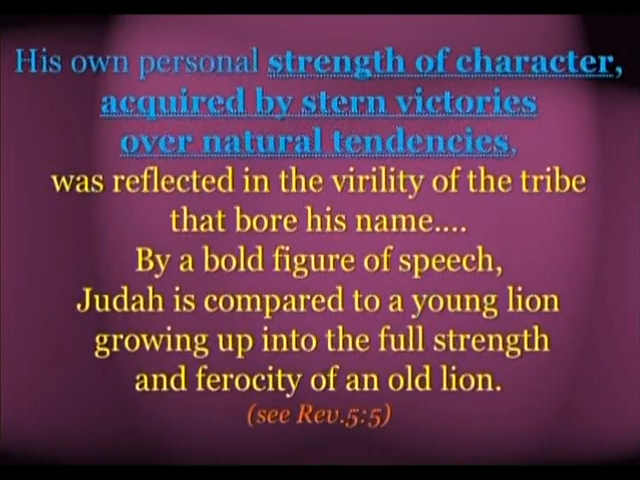 His own personal strength of character,
acquired by stern victories
over natural tendencies,
was reflected in the virility of the tribe
that bore his name....
By a bold figure of speech,
Judah is compared to a young lion
growing up into the full strength
and ferocity of an old lion.
(see Rev.5:5)